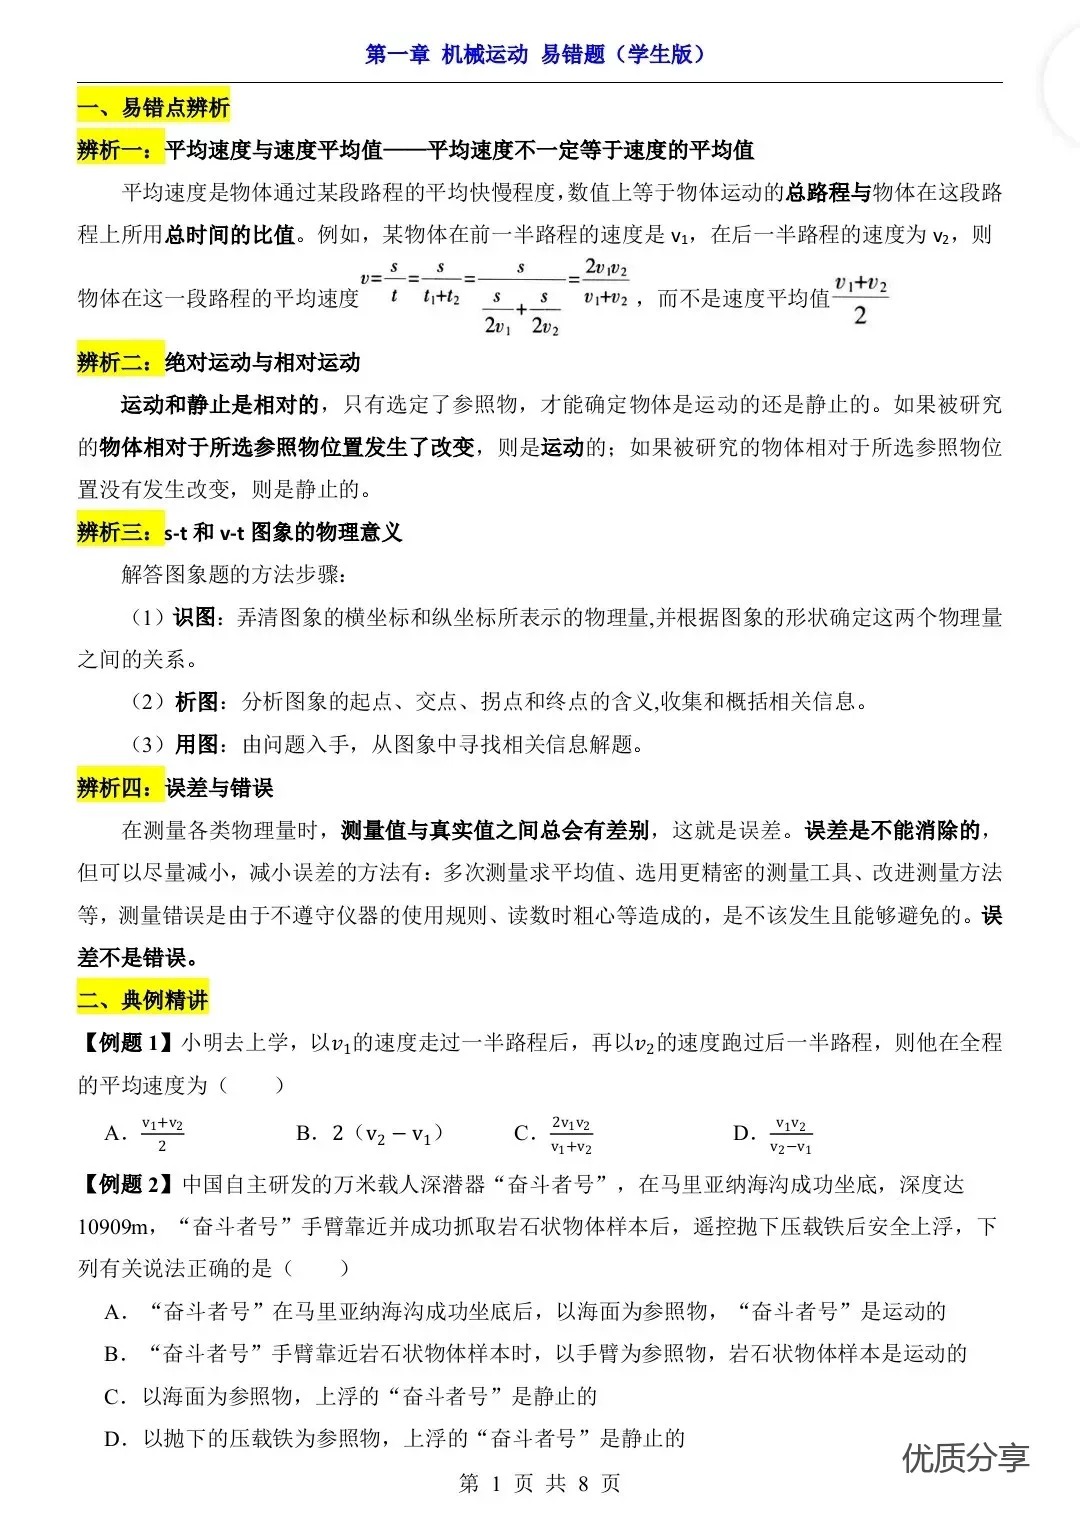 第一章 机械运动 易错题（学生版）
一、易错点辨析
辨析一：平均速度与速度平均值——平均速度不一定等于速度的平均值
平均速度是物体通过某段路程的平均快慢程度,数值上等于物体运动的总路程与物体在这段路
程上所用总时间的比值。例如，某物体在前一半路程的速度是 v₁，在后一半路程的速度为 v₂，则
物体在这一段路程的平均速度 v=s/t=s/(t₁+t₂)=s/(s/(2v₁)+s/(2v₂))=2v₁v₂/(v₁+v₂)，而不是速度平均值 (v₁+v₂)/2
辨析二：绝对运动与相对运动
运动和静止是相对的，只有选定了参照物，才能确定物体是运动的还是静止的。如果被研究
的物体相对于所选参照物位置发生了改变，则是运动的；如果被研究的物体相对于所选参照物位
置没有发生改变，则是静止的。
辨析三：s-t 和 v-t 图象的物理意义
解答图象题的方法步骤：
（1）识图：弄清图象的横坐标和纵坐标所表示的物理量,并根据图象的形状确定这两个物理量
之间的关系。
（2）析图：分析图象的起点、交点、拐点和终点的含义,收集和概括相关信息。
（3）用图：由问题入手，从图象中寻找相关信息解题。
辨析四：误差与错误
在测量各类物理量时，测量值与真实值之间总会有差别，这就是误差。误差是不能消除的，
但可以尽量减小，减小误差的方法有：多次测量求平均值、选用更精密的测量工具、改进测量方法
等，测量错误是由于不遵守仪器的使用规则、读数时粗心等造成的，是不该发生且能够避免的。误
差不是错误。
二、典例精讲
【例题 1】小明去上学，以v₁的速度走过一半路程后，再以v₂的速度跑过后一半路程，则他在全程
的平均速度为（　　）
A．(v₁+v₂)/2　B．2（v₂ − v₁）　C．2v₁v₂/(v₁+v₂)　D．v₁v₂/(v₂−v₁)
【例题 2】中国自主研发的万米载人深潜器“奋斗者号”，在马里亚纳海沟成功坐底，深度达
10909m，“奋斗者号”手臂靠近并成功抓取岩石状物体样本后，遥控抛下压载铁后安全上浮，下
列有关说法正确的是（　　）
A．“奋斗者号”在马里亚纳海沟成功坐底后，以海面为参照物，“奋斗者号”是运动的
B．“奋斗者号”手臂靠近岩石状物体样本时，以手臂为参照物，岩石状物体样本是运动的
C．以海面为参照物，上浮的“奋斗者号”是静止的
D．以抛下的压载铁为参照物，上浮的“奋斗者号”是静止的
优质分享
第 1 页 共 8 页